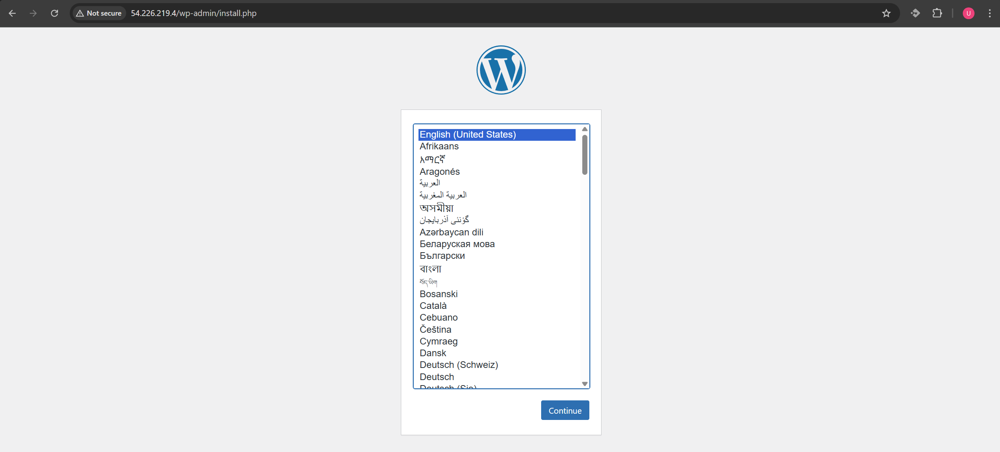 Not secure
54.226.219.4/wp-admin/install.php
U
English (United States)
Afrikaans
አማርኛ
Aragonés
العربية
العربية المغربية
অসমীয়া
گؤنئی آذربایجان
Azərbaycan dili
Беларуская мова
Български
বাংলা
བོད་ཡིག
Bosanski
Català
Cebuano
Čeština
Cymraeg
Dansk
Deutsch (Schweiz)
Deutsch
Deutsch (Sie)
Continue